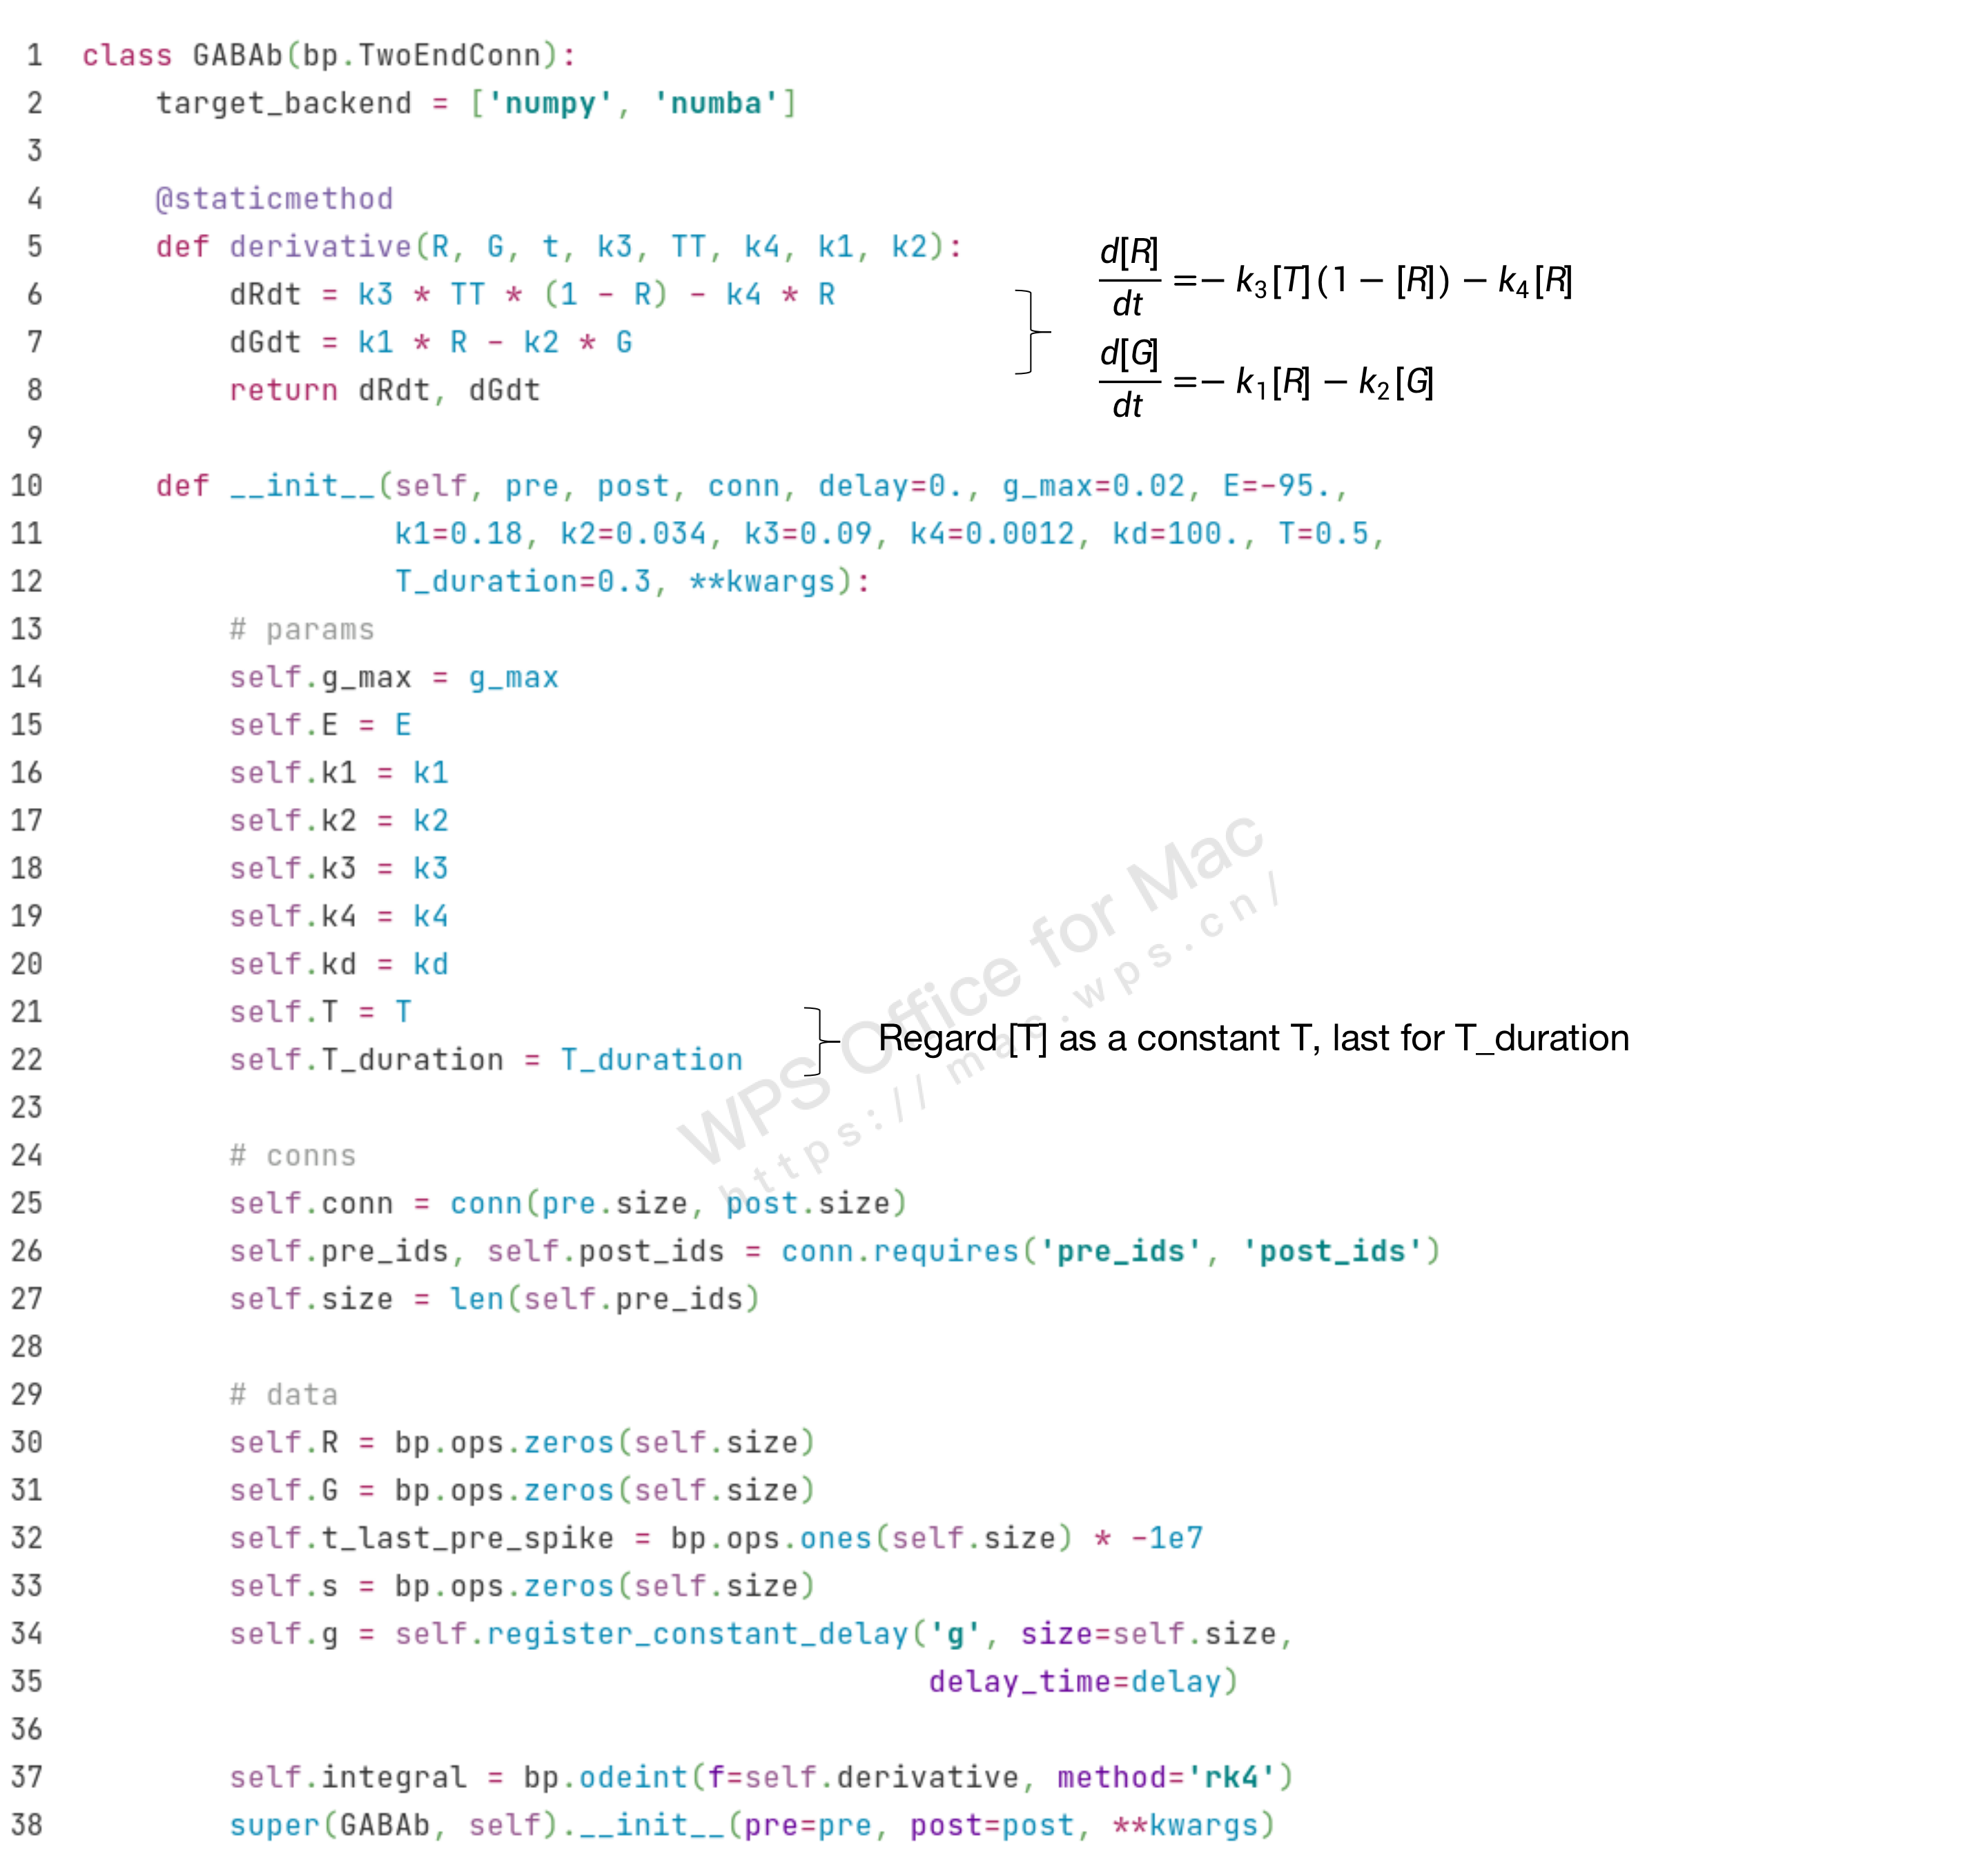 1 class GABAb(bp.TwoEndConn):
2     target_backend = ['numpy', 'numba']
3
4     @staticmethod
5     def derivative(R, G, t, k3, TT, k4, k1, k2):
6         dRdt = k3 * TT * (1 - R) - k4 * R
7         dGdt = k1 * R - k2 * G
8         return dRdt, dGdt
d[R]/dt =− k₃[T](1 − [R]) − k₄[R]
d[G]/dt =− k₁[R] − k₂[G]
9
10     def __init__(self, pre, post, conn, delay=0., g_max=0.02, E=-95.,
11                  k1=0.18, k2=0.034, k3=0.09, k4=0.0012, kd=100., T=0.5,
12                  T_duration=0.3, **kwargs):
13         # params
14         self.g_max = g_max
15         self.E = E
16         self.k1 = k1
17         self.k2 = k2
18         self.k3 = k3
19         self.k4 = k4
20         self.kd = kd
21         self.T = T
22         self.T_duration = T_duration
Regard [T] as a constant T, last for T_duration
23
24         # conns
25         self.conn = conn(pre.size, post.size)
26         self.pre_ids, self.post_ids = conn.requires('pre_ids', 'post_ids')
27         self.size = len(self.pre_ids)
28
29         # data
30         self.R = bp.ops.zeros(self.size)
31         self.G = bp.ops.zeros(self.size)
32         self.t_last_pre_spike = bp.ops.ones(self.size) * -1e7
33         self.s = bp.ops.zeros(self.size)
34         self.g = self.register_constant_delay('g', size=self.size,
35                                               delay_time=delay)
36
37         self.integral = bp.odeint(f=self.derivative, method='rk4')
38         super(GABAb, self).__init__(pre=pre, post=post, **kwargs)
WPS Office for Mac
https://mac.wps.cn/